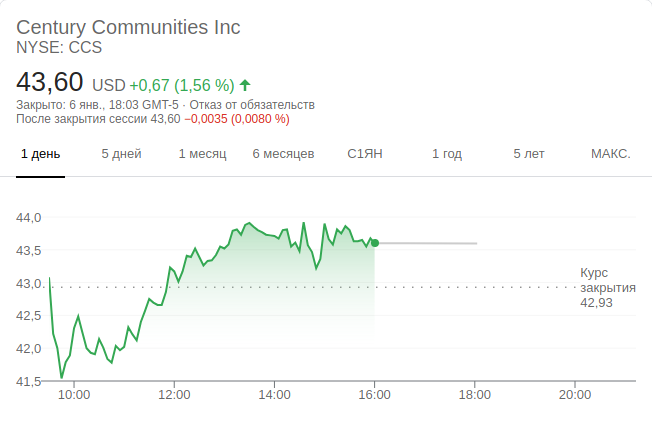 Century Communities Inc
NYSE: CCS
43,60 USD +0,67 (1,56 %)
Закрыто: 6 янв., 18:03 GMT-5 · Отказ от обязательств
После закрытия сессии 43,60 −0,0035 (0,0080 %)
1 день 5 дней 1 месяц 6 месяцев С1ЯН 1 год 5 лет МАКС.
44,0
43,5
43,0
42,5
42,0
41,5
Курс
закрытия
42,93
10:00 12:00 14:00 16:00 18:00 20:00